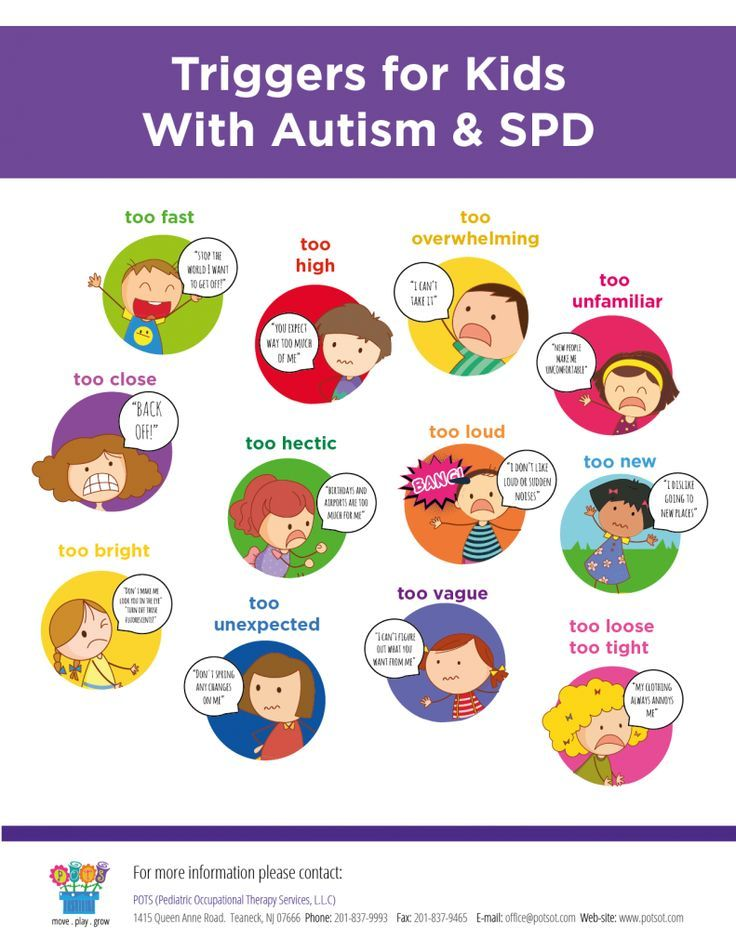 Triggers for Kids
With Autism & SPD
too fast
"STOP THE
WORLD I WANT
TO GET OFF!"
too
high
"YOU EXPECT
WAY TOO MUCH
OF ME"
too
overwhelming
"I CAN'T
TAKE IT"
too
unfamiliar
"NEW PEOPLE
MAKE ME
UNCOMFORTABLE"
too close
"BACK
OFF!"
too hectic
"BIRTHDAYS AND
AIRPORTS ARE TOO
MUCH FOR ME"
too loud
BANG!
"I DON'T LIKE
LOUD OR SUDDEN
NOISES"
too new
"I DISLIKE
GOING TO
NEW PLACES"
too bright
"DON'T MAKE ME
LOOK YOU IN THE EYE"
"TURN OFF THOSE
FLUORESCENTS!"
too
unexpected
"DON'T SPRING
ANY CHANGES
ON ME"
too vague
"I CAN'T FIGURE
OUT WHAT YOU
WANT FROM ME"
too loose
too tight
"MY CLOTHING
ALWAYS ANNOYS
ME"
POTS
move . play . grow
For more information please contact:
POTS (Pediatric Occupational Therapy Services, L.L.C)
1415 Queen Anne Road. Teaneck, NJ 07666 Phone: 201-837-9993 Fax: 201-837-9465 E-mail: office@potsot.com Web-site: www.potsot.com